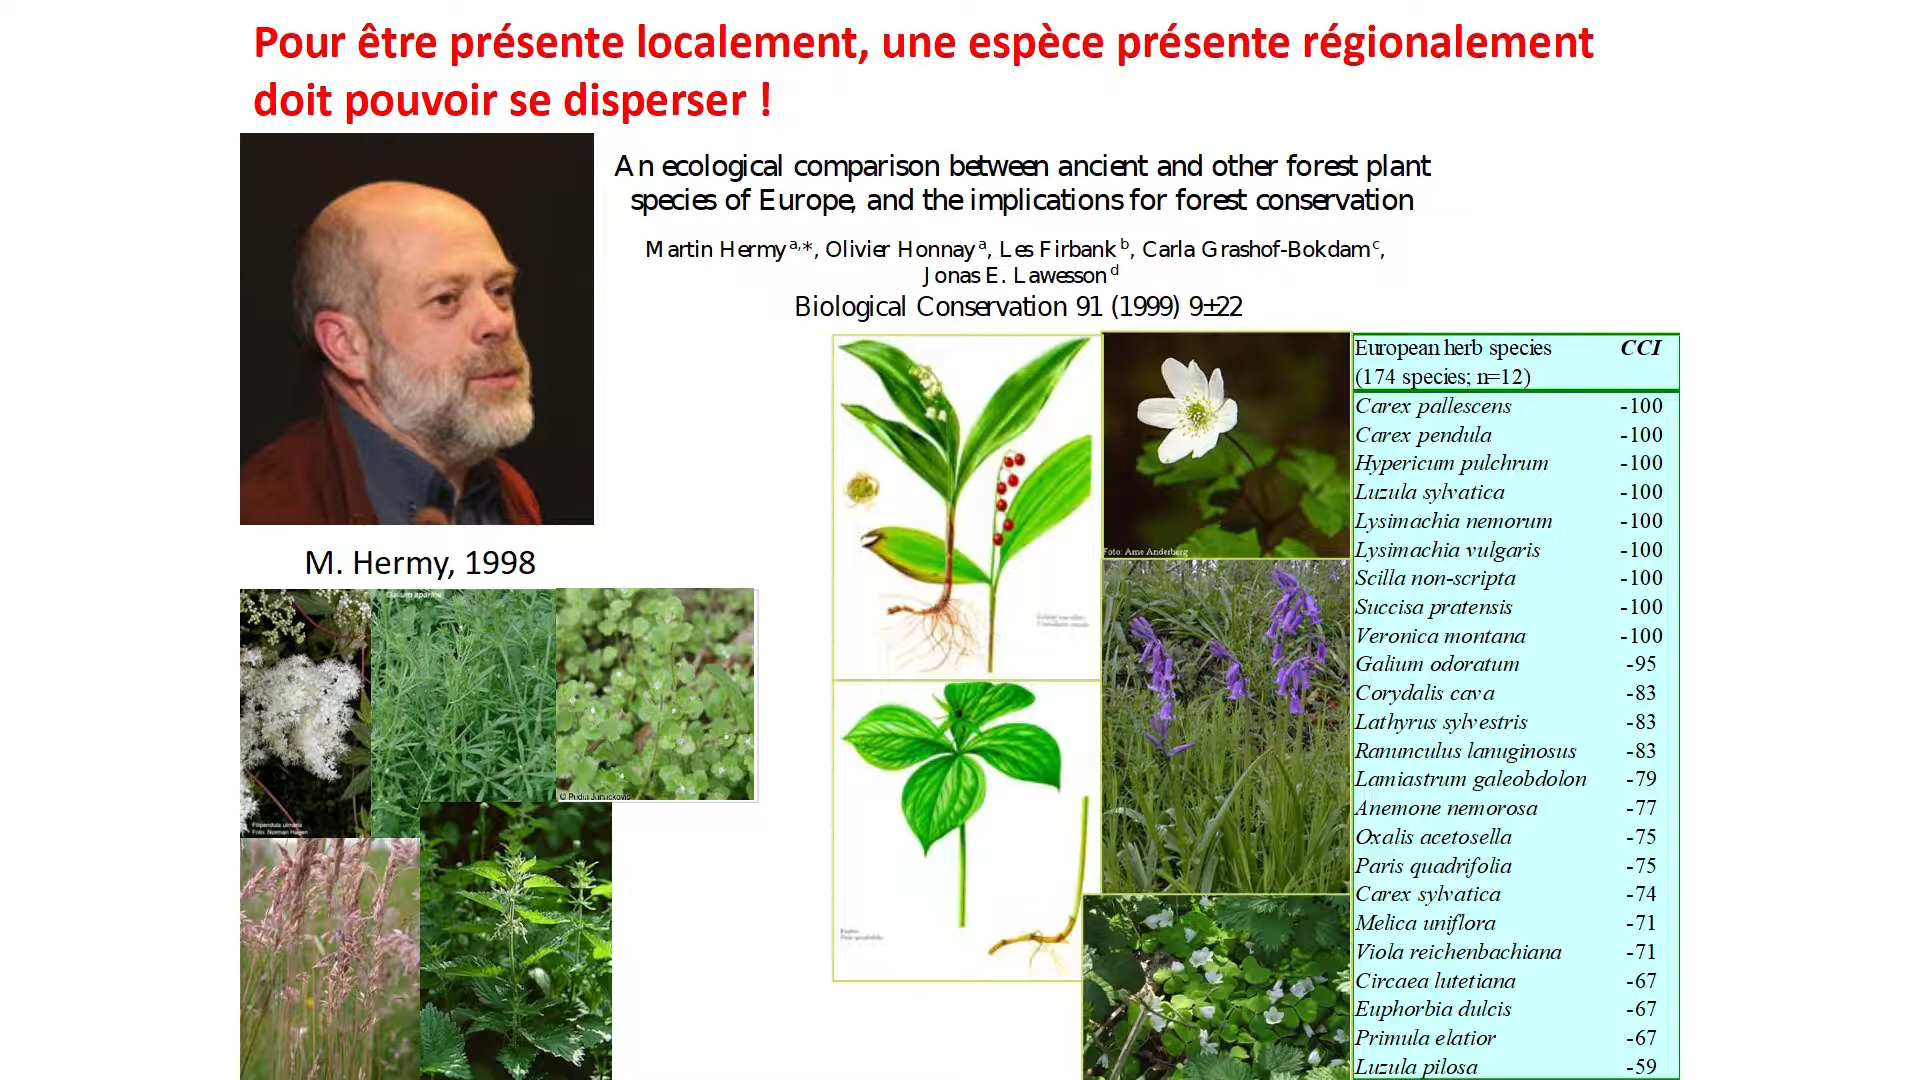 Pour être présente localement, une espèce présente régionalement
doit pouvoir se disperser !
An ecological comparison between ancient and other forest plant
species of Europe, and the implications for forest conservation
Martin Hermy a,*, Olivier Honnay a, Les Firbank b, Carla Grashof-Bokdam c,
Jonas E. Lawesson d
Biological Conservation 91 (1999) 9±22
M. Hermy, 1998
Galium aparine
© Pudia Juruckovic
Filipendula ulmaria
Foto: Norman Hagen
Foto: Arne Anderberg
European herb species CCI
(174 species; n=12)
Carex pallescens -100
Carex pendula -100
Hypericum pulchrum -100
Luzula sylvatica -100
Lysimachia nemorum -100
Lysimachia vulgaris -100
Scilla non-scripta -100
Succisa pratensis -100
Veronica montana -100
Galium odoratum -95
Corydalis cava -83
Lathyrus sylvestris -83
Ranunculus lanuginosus -83
Lamiastrum galeobdolon -79
Anemone nemorosa -77
Oxalis acetosella -75
Paris quadrifolia -75
Carex sylvatica -74
Melica uniflora -71
Viola reichenbachiana -71
Circaea lutetiana -67
Euphorbia dulcis -67
Primula elatior -67
Luzula pilosa -59